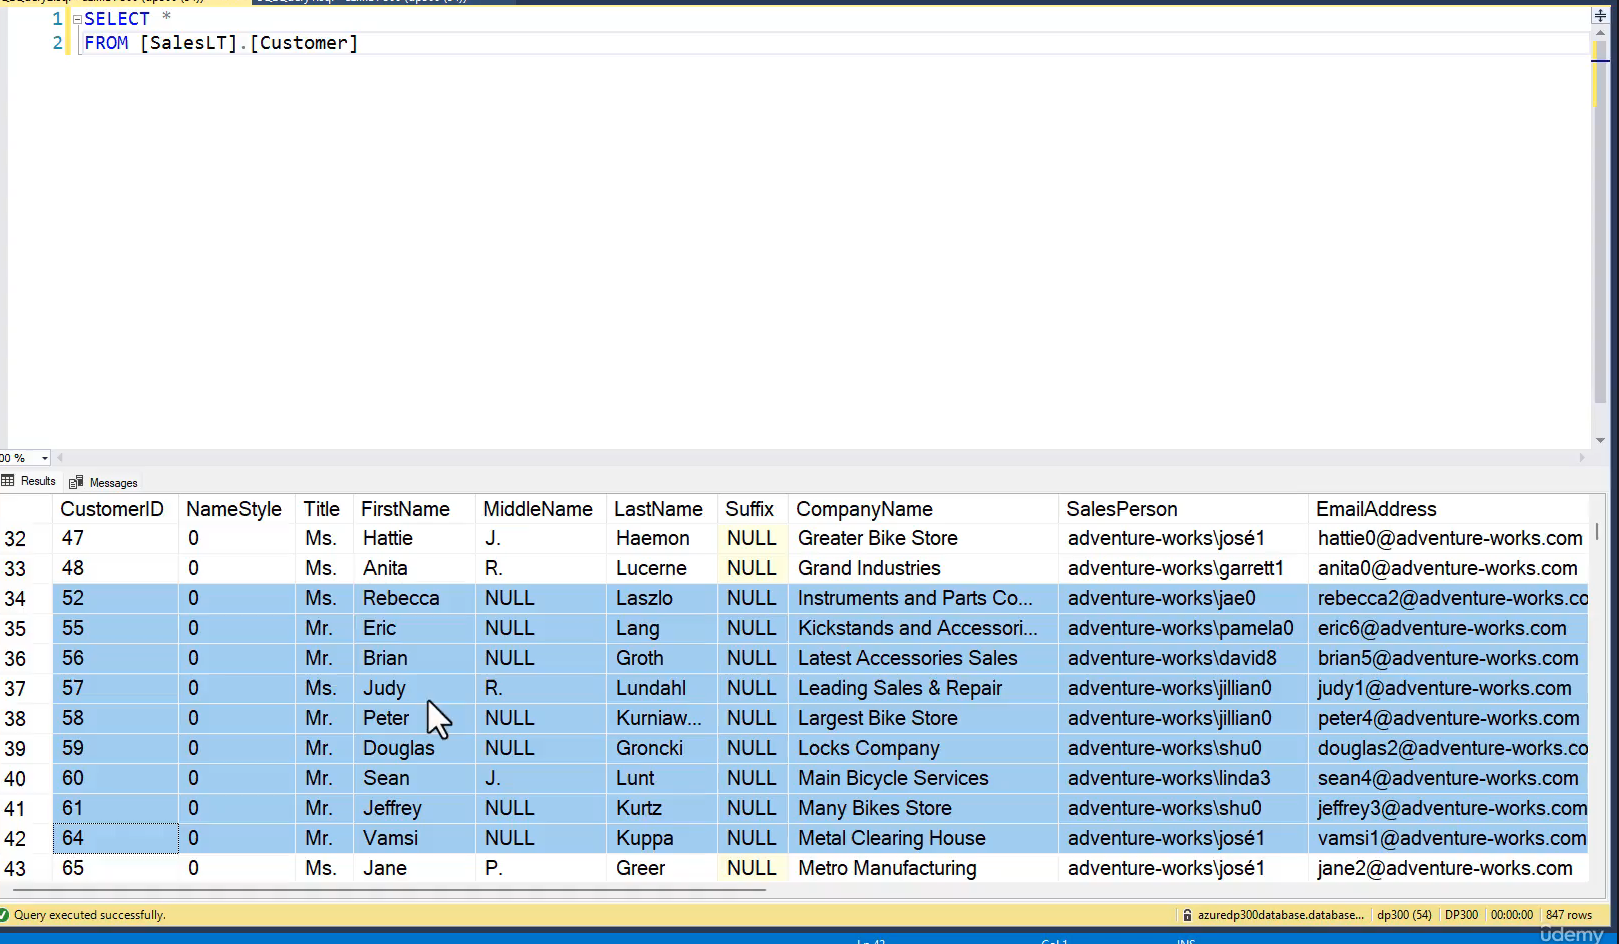 1 SELECT *
2 FROM [SalesLT].[Customer]
00 %
Results Messages
CustomerID NameStyle Title FirstName MiddleName LastName Suffix CompanyName SalesPerson EmailAddress
32 47 0 Ms. Hattie J. Haemon NULL Greater Bike Store adventure-works\josé1 hattie0@adventure-works.com
33 48 0 Ms. Anita R. Lucerne NULL Grand Industries adventure-works\garrett1 anita0@adventure-works.com
34 52 0 Ms. Rebecca NULL Laszlo NULL Instruments and Parts Co... adventure-works\jae0 rebecca2@adventure-works.co
35 55 0 Mr. Eric NULL Lang NULL Kickstands and Accessori... adventure-works\pamela0 eric6@adventure-works.com
36 56 0 Mr. Brian NULL Groth NULL Latest Accessories Sales adventure-works\david8 brian5@adventure-works.com
37 57 0 Ms. Judy R. Lundahl NULL Leading Sales & Repair adventure-works\jillian0 judy1@adventure-works.com
38 58 0 Mr. Peter NULL Kurniaw... NULL Largest Bike Store adventure-works\jillian0 peter4@adventure-works.com
39 59 0 Mr. Douglas NULL Groncki NULL Locks Company adventure-works\shu0 douglas2@adventure-works.co
40 60 0 Mr. Sean J. Lunt NULL Main Bicycle Services adventure-works\linda3 sean4@adventure-works.com
41 61 0 Mr. Jeffrey NULL Kurtz NULL Many Bikes Store adventure-works\shu0 jeffrey3@adventure-works.com
42 64 0 Mr. Vamsi NULL Kuppa NULL Metal Clearing House adventure-works\josé1 vamsi1@adventure-works.com
43 65 0 Ms. Jane P. Greer NULL Metro Manufacturing adventure-works\josé1 jane2@adventure-works.com
Query executed successfully. azuredp300database.database... dp300 (54) DP300 00:00:00 847 rows
udemy